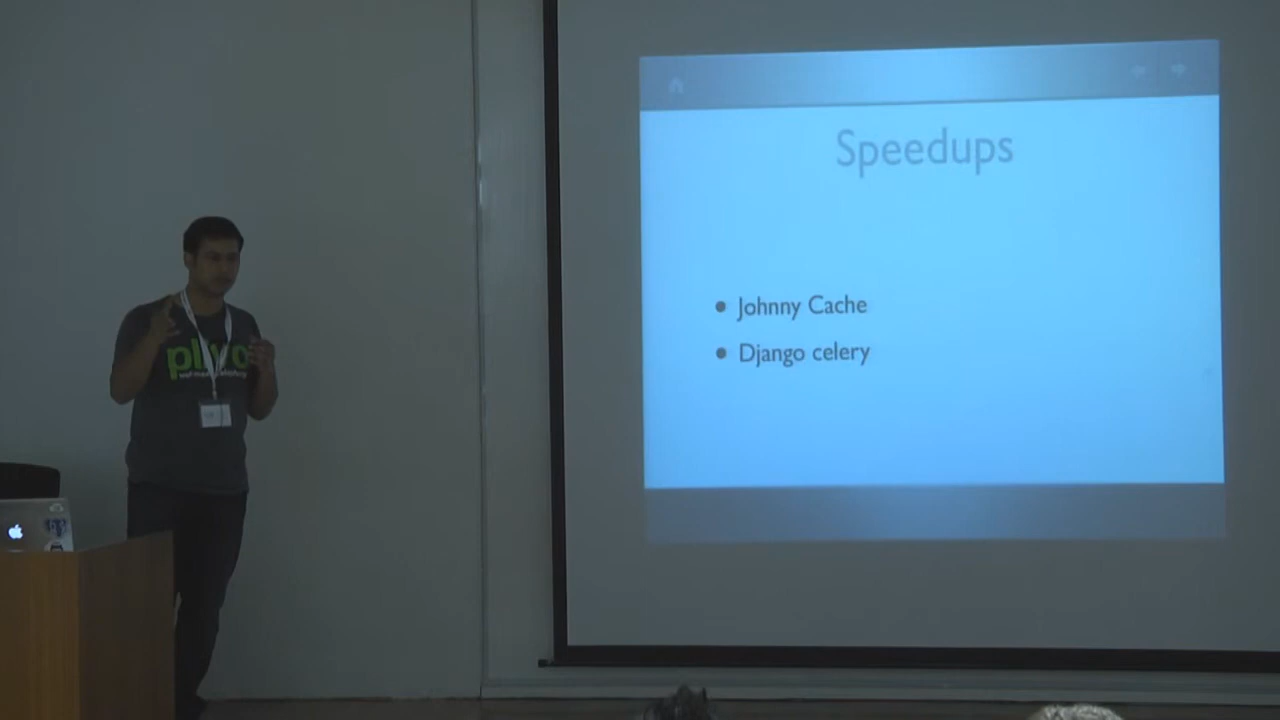 Speedups
• Johnny Cache
• Django celery
plivo